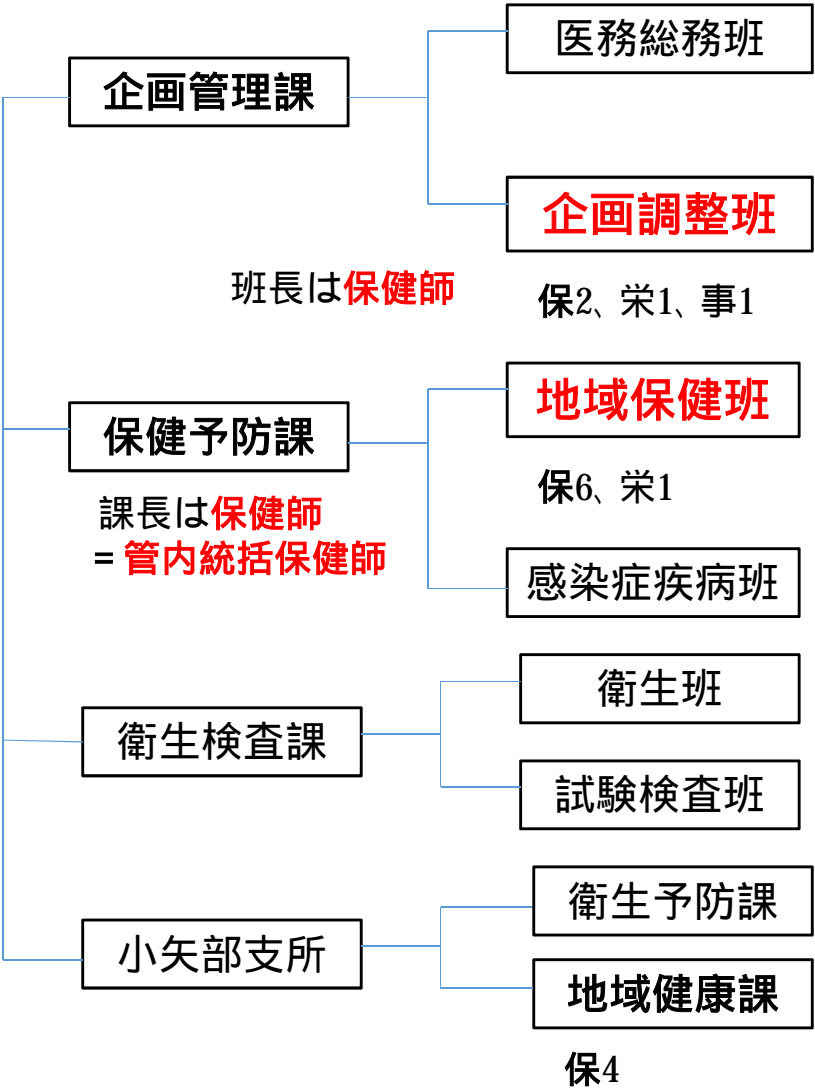 医務総務班
企画管理課
企画調整班
班長は保健師
保2、栄1、事1
地域保健班
保健予防課
保6、栄1
課長は保健師
=管内統括保健師
感染症疾病班
衛生班
衛生検査課
試験検査班
衛生予防課
小矢部支所
地域健康課
保4